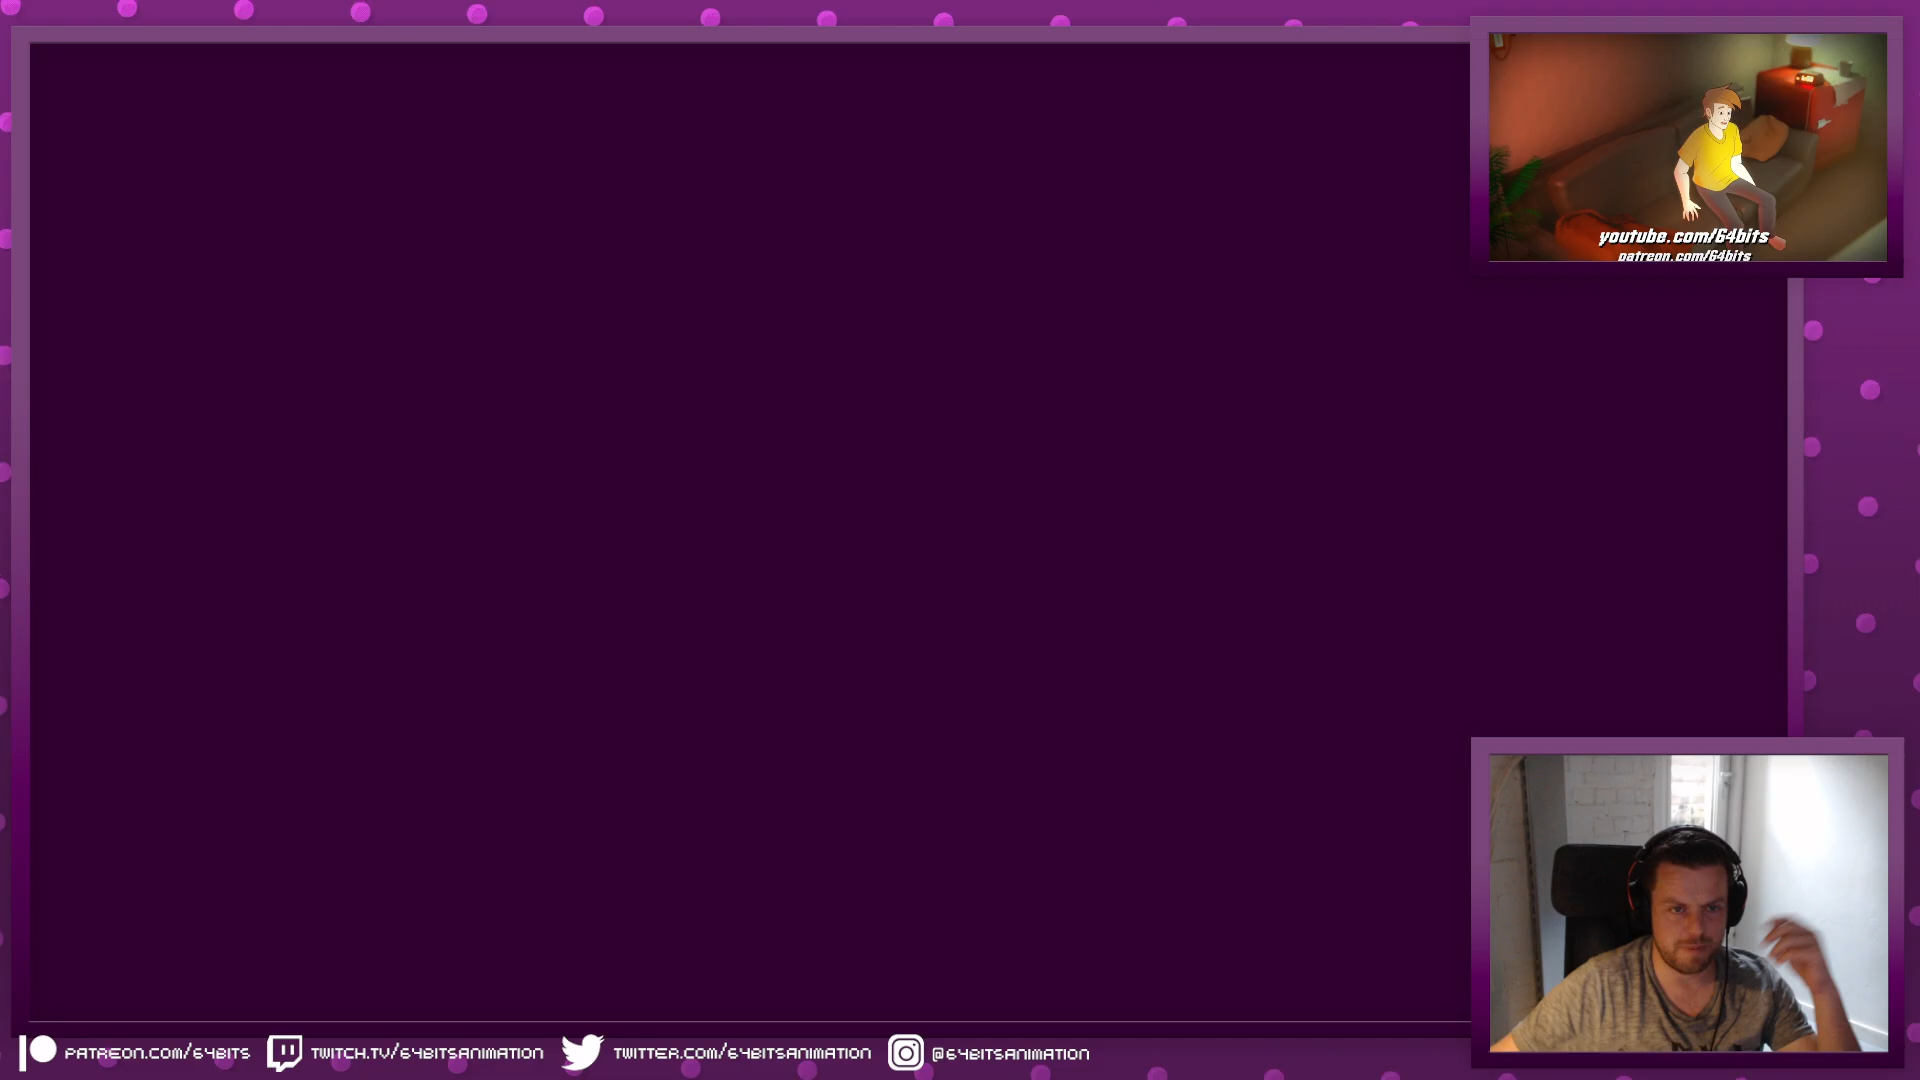 youtube.com/64bits
patreon.com/64bits
PATREON.COM/64BITS
TWITCH.TV/64BITSANIMATION
TWITTER.COM/64BITSANIMATION
@64BITSANIMATION